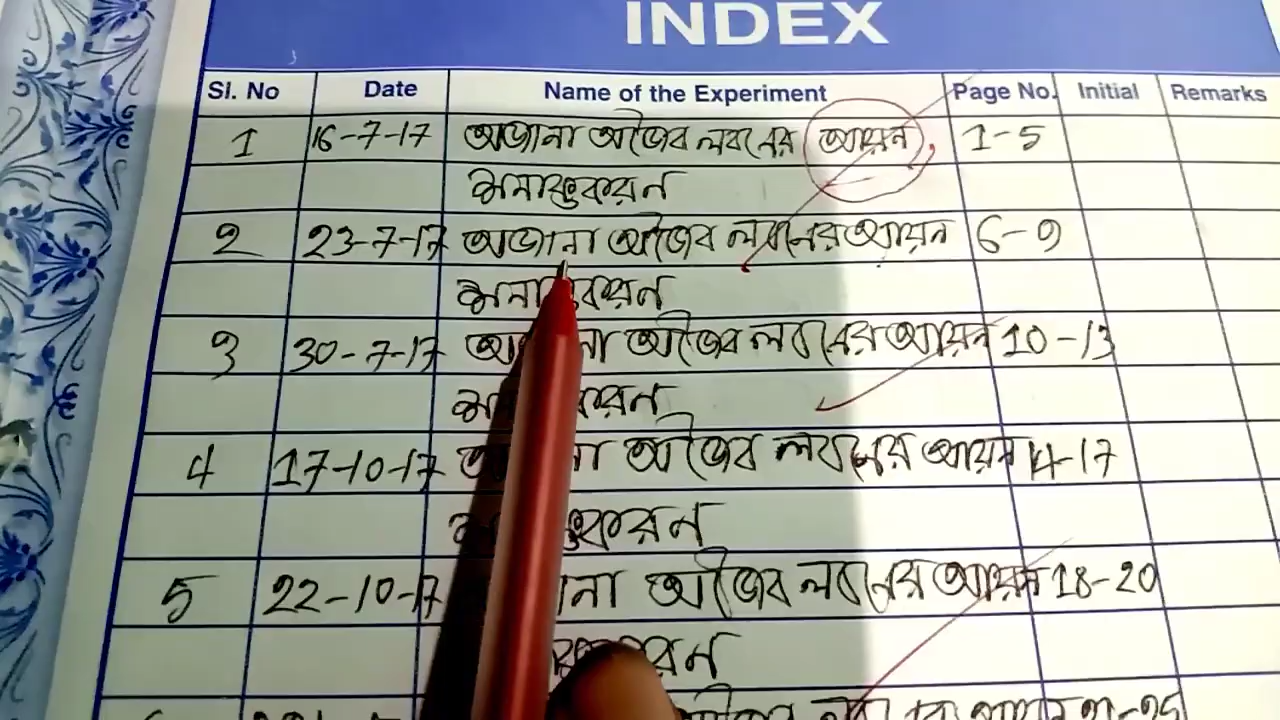 INDEX
Sl. No Date Name of the Experiment Page No. Initial Remarks
1 16-7-17 অজানা অজৈব লবনের আয়ন, 1-5
সনাক্তকরন
2 23-7-17 অজানা অজৈব লবনের আয়ন 6-9
সনাক্তকরন
3 30-7-17 অজৈব লবনের আয়ন 10-13
4 17-10-17 অজৈব লবনের আয়ন 14-17
5 22-10-17 অজৈব লবনের আয়ন 18-20